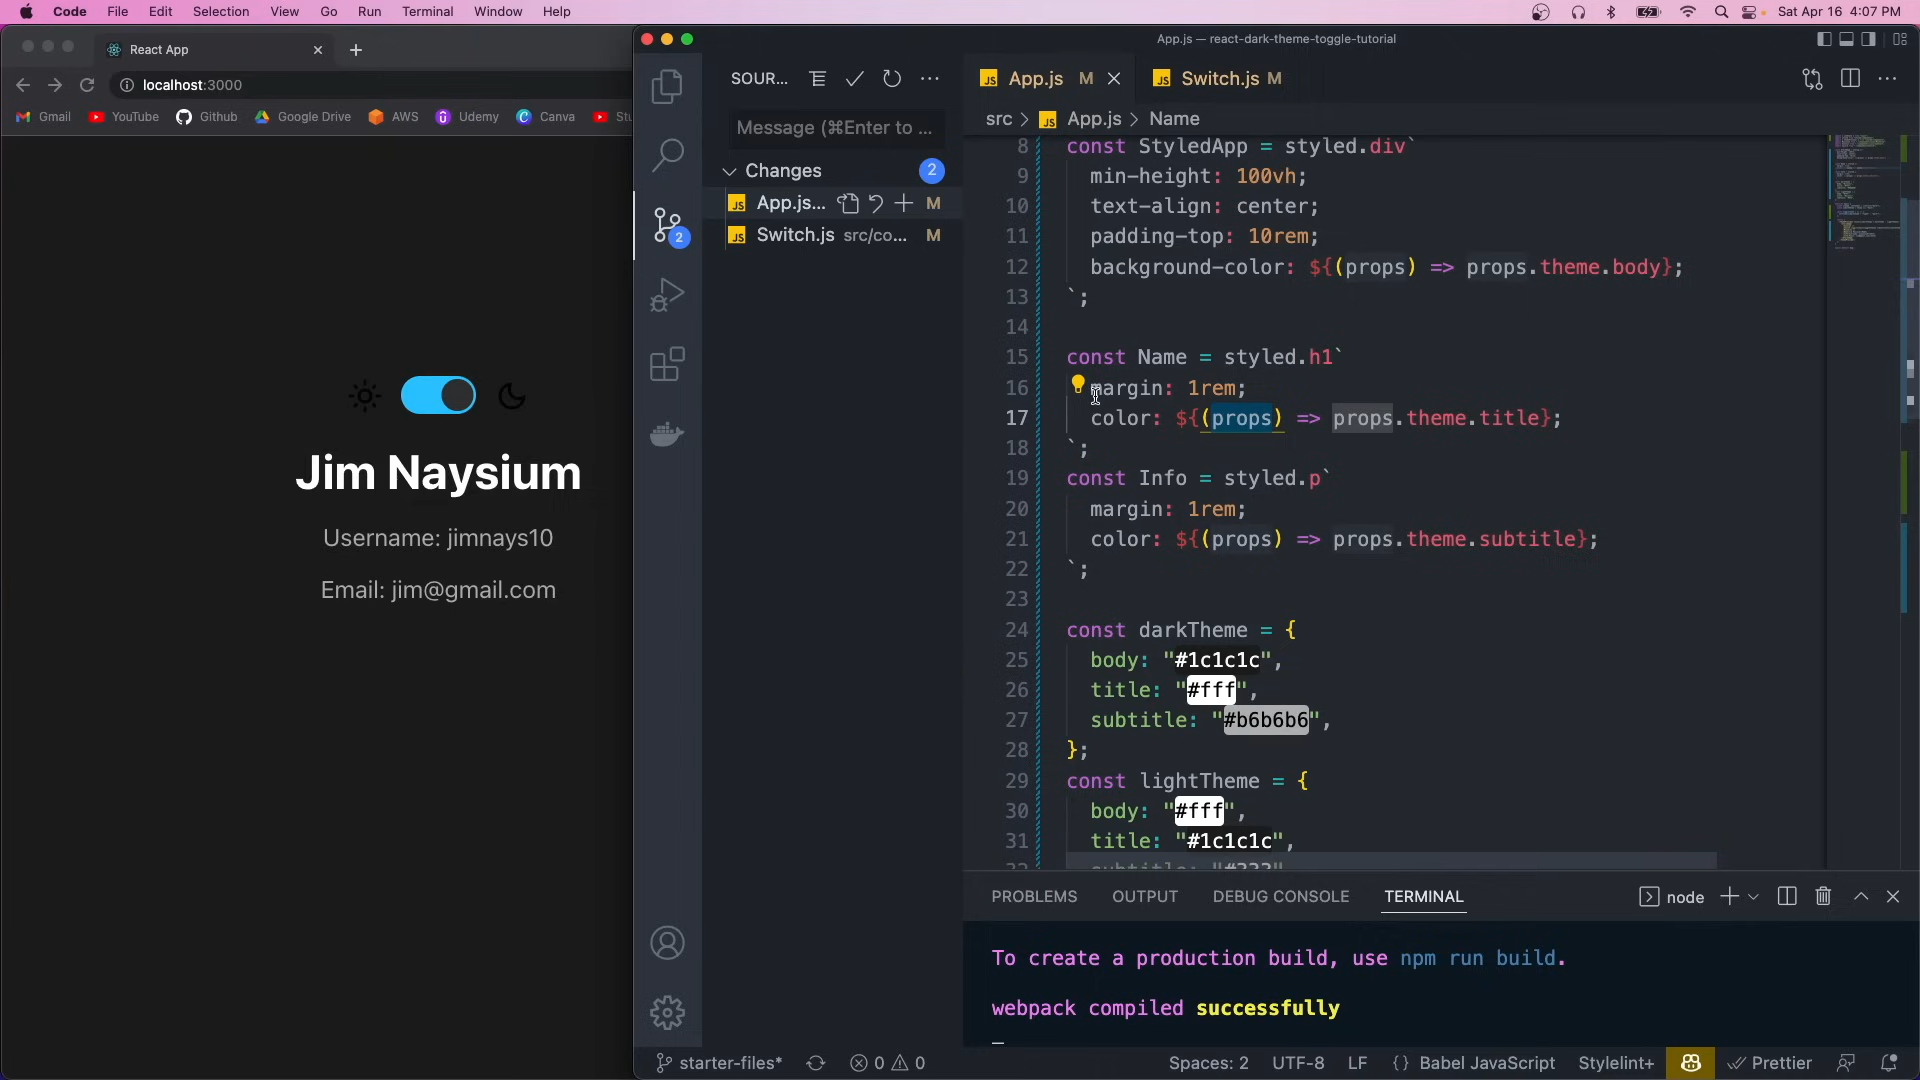 Code File Edit Selection View Go Run Terminal Window Help
Sat Apr 16 4:07 PM
React App
localhost:3000
Gmail YouTube Github Google Drive AWS Udemy Canva
Jim Naysium
Username: jimnays10
Email: jim@gmail.com
App.js — react-dark-theme-toggle-tutorial
SOUR...
Message (⌘Enter to ...
Changes 2
App.js... M
Switch.js src/co... M
2
App.js M
Switch.js M
src > App.js > Name
8 const StyledApp = styled.div`
9 min-height: 100vh;
10 text-align: center;
11 padding-top: 10rem;
12 background-color: ${(props) => props.theme.body};
13 `;
14
15 const Name = styled.h1`
16 margin: 1rem;
17 color: ${(props) => props.theme.title};
18 `;
19 const Info = styled.p`
20 margin: 1rem;
21 color: ${(props) => props.theme.subtitle};
22 `;
23
24 const darkTheme = {
25 body: "#1c1c1c",
26 title: "#fff",
27 subtitle: "#b6b6b6",
28 };
29 const lightTheme = {
30 body: "#fff",
31 title: "#1c1c1c",
PROBLEMS OUTPUT DEBUG CONSOLE TERMINAL
node
To create a production build, use npm run build.
webpack compiled successfully
starter-files* 0 0
Spaces: 2 UTF-8 LF {} Babel JavaScript Stylelint+ Prettier